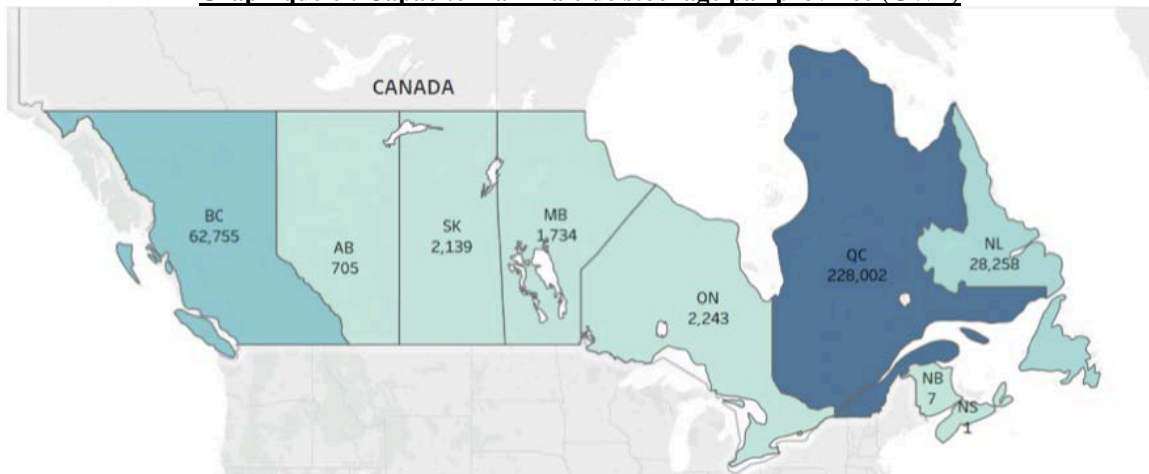 CANADA
BC
62,755
AB
705
SK
2,139
MB
1,734
ON
2,243
QC
228,002
NL
28,258
NB
7
NS
1